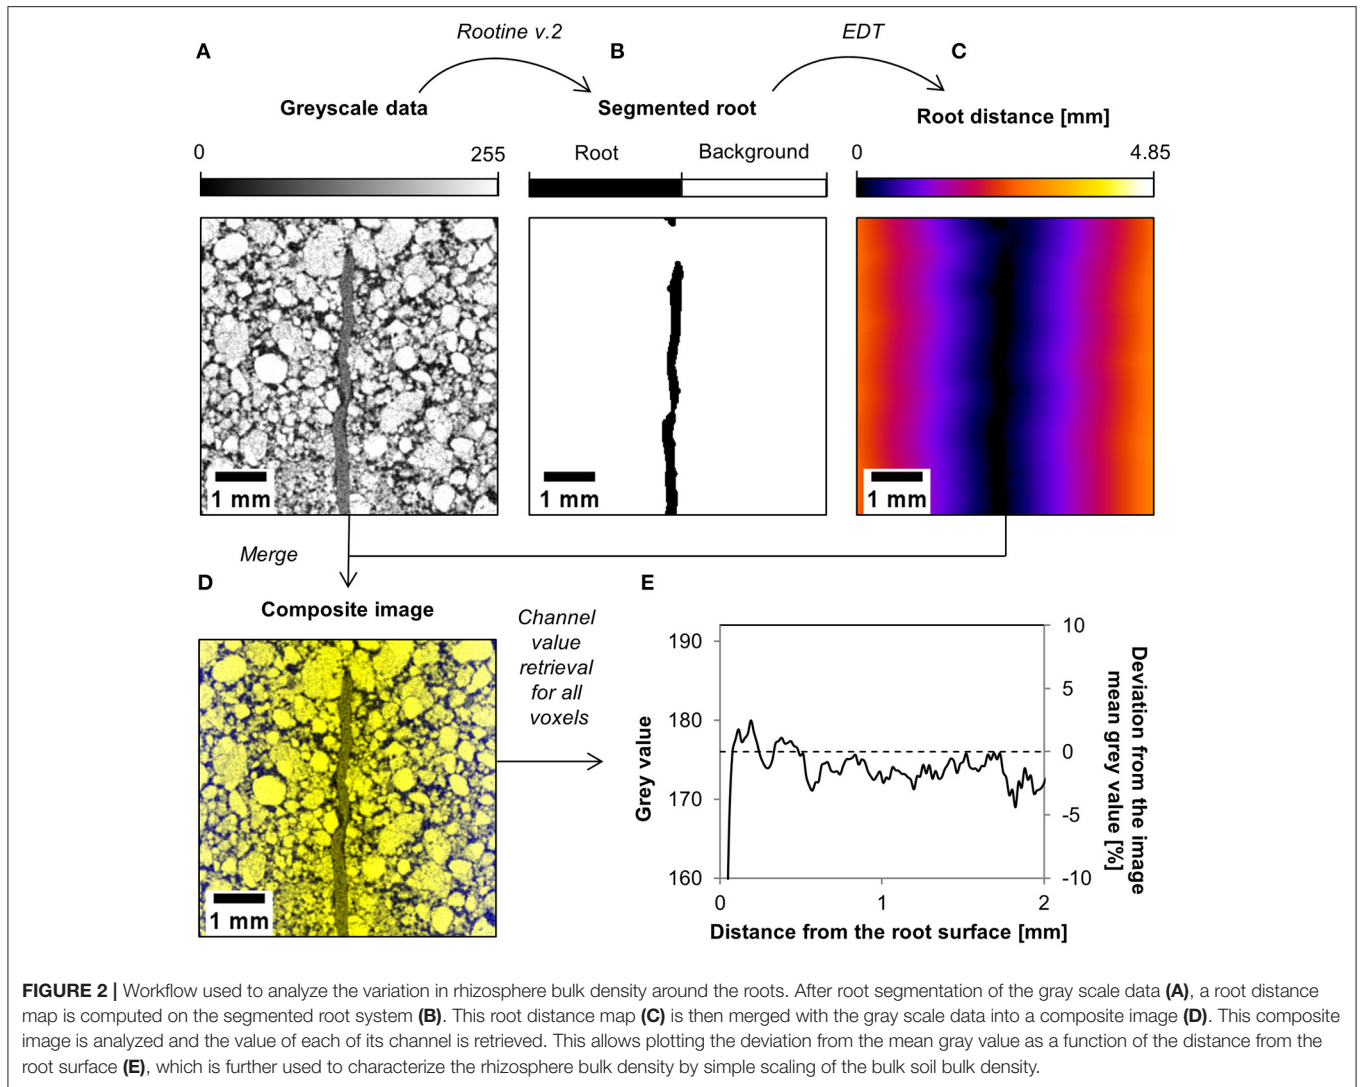 Rootine v.2
EDT
A
B
C
Greyscale data
Segmented root
Root distance [mm]
0
255
Root
Background
0
4.85
1 mm
1 mm
1 mm
Merge
D
Composite image
Channel
value
retrieval
for all
voxels
1 mm
E
190
180
170
160
Grey value
10
5
0
-5
-10
Deviation from the image
mean grey value [%]
0
1
2
Distance from the root surface [mm]
FIGURE 2 | Workflow used to analyze the variation in rhizosphere bulk density around the roots. After root segmentation of the gray scale data (A), a root distance
map is computed on the segmented root system (B). This root distance map (C) is then merged with the gray scale data into a composite image (D). This composite
image is analyzed and the value of each of its channel is retrieved. This allows plotting the deviation from the mean gray value as a function of the distance from the
root surface (E), which is further used to characterize the rhizosphere bulk density by simple scaling of the bulk soil bulk density.